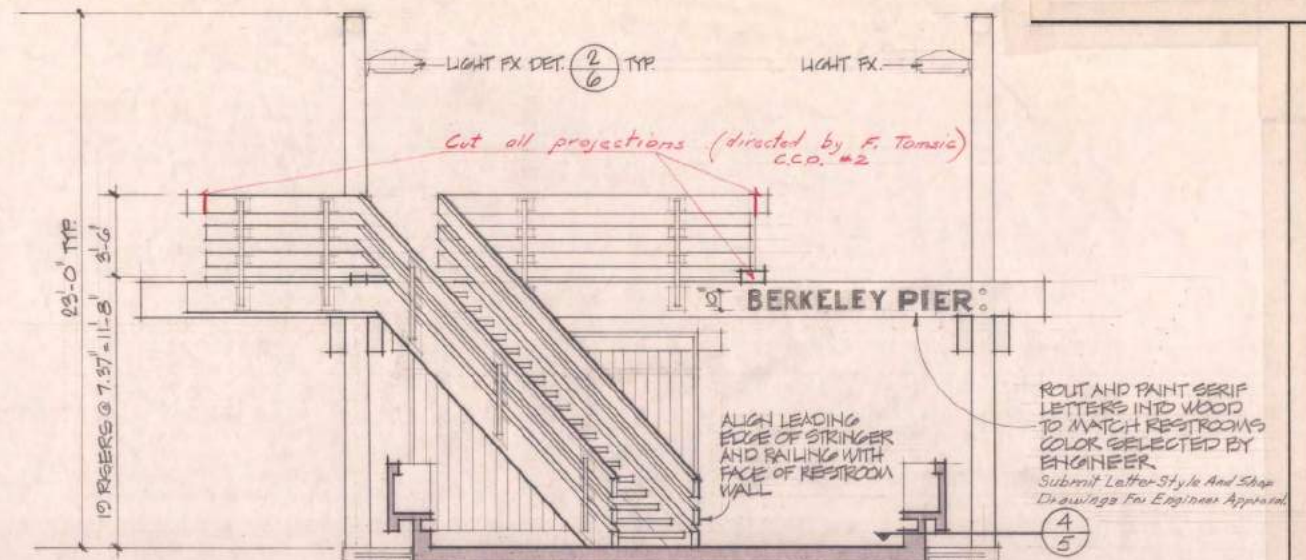 LIGHT FX DET. 2/6 TYP.
LIGHT FX.
Cut all projections (directed by F. Tomsic)
C.C.O. #2
23'-0" TYP.
3'-6"
19 RISERS @ 7.37" = 11'-8"
9"
BERKELEY PIER
ALIGN LEADING
EDGE OF STRINGER
AND RAILING WITH
FACE OF RESTROOM
WALL
ROUT AND PAINT SERIF
LETTERS INTO WOOD
TO MATCH RESTROOMS
COLOR SELECTED BY
ENGINEER
Submit Letter Style And Shop
Drawings For Engineer Approval.
4
5